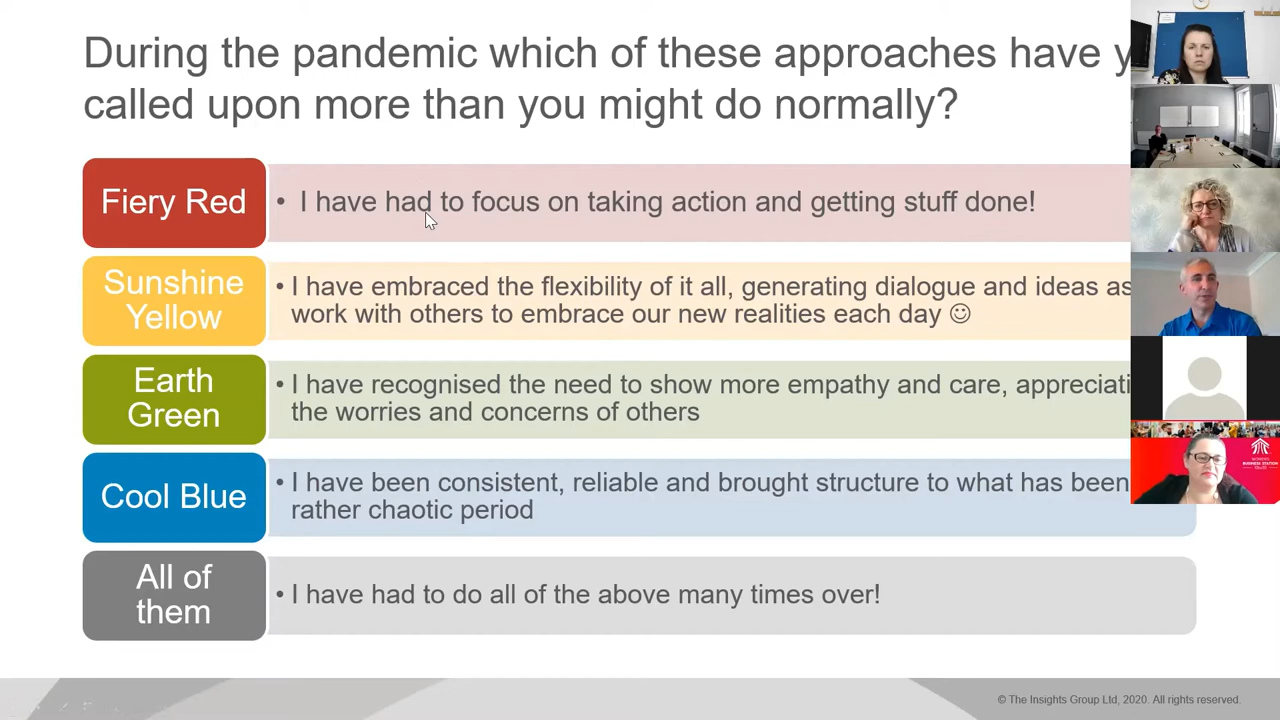 During the pandemic which of these approaches have
called upon more than you might do normally?
Fiery Red
• I have had to focus on taking action and getting stuff done!
Sunshine
Yellow
• I have embraced the flexibility of it all, generating dialogue and ideas as
work with others to embrace our new realities each day ☺
Earth
Green
• I have recognised the need to show more empathy and care, appreciati
the worries and concerns of others
Cool Blue
• I have been consistent, reliable and brought structure to what has been
rather chaotic period
All of
them
• I have had to do all of the above many times over!
WOMEN'S
BUSINESS STATION
© The Insights Group Ltd, 2020. All rights reserved.